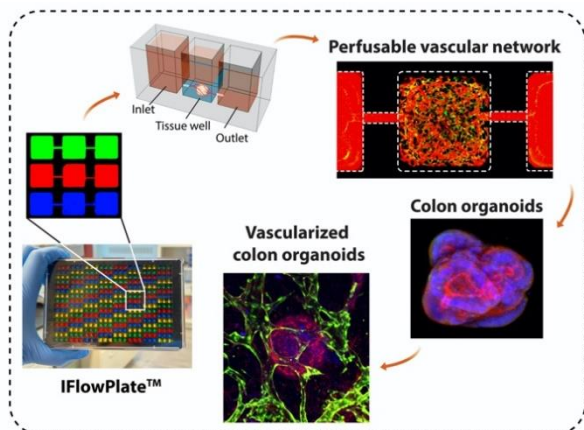 Perfusable vascular network
Inlet
Tissue well
Outlet
Colon organoids
Vascularized
colon organoids
IFlowPlate™